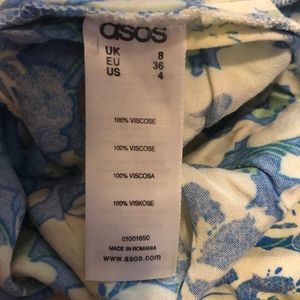 asos
UK 8
EU 36
US 4
100% VISCOSE
100% VISCOSE
100% VISCOSA
100% VISKOSE
01001650
MADE IN ROMANIA
www.asos.com